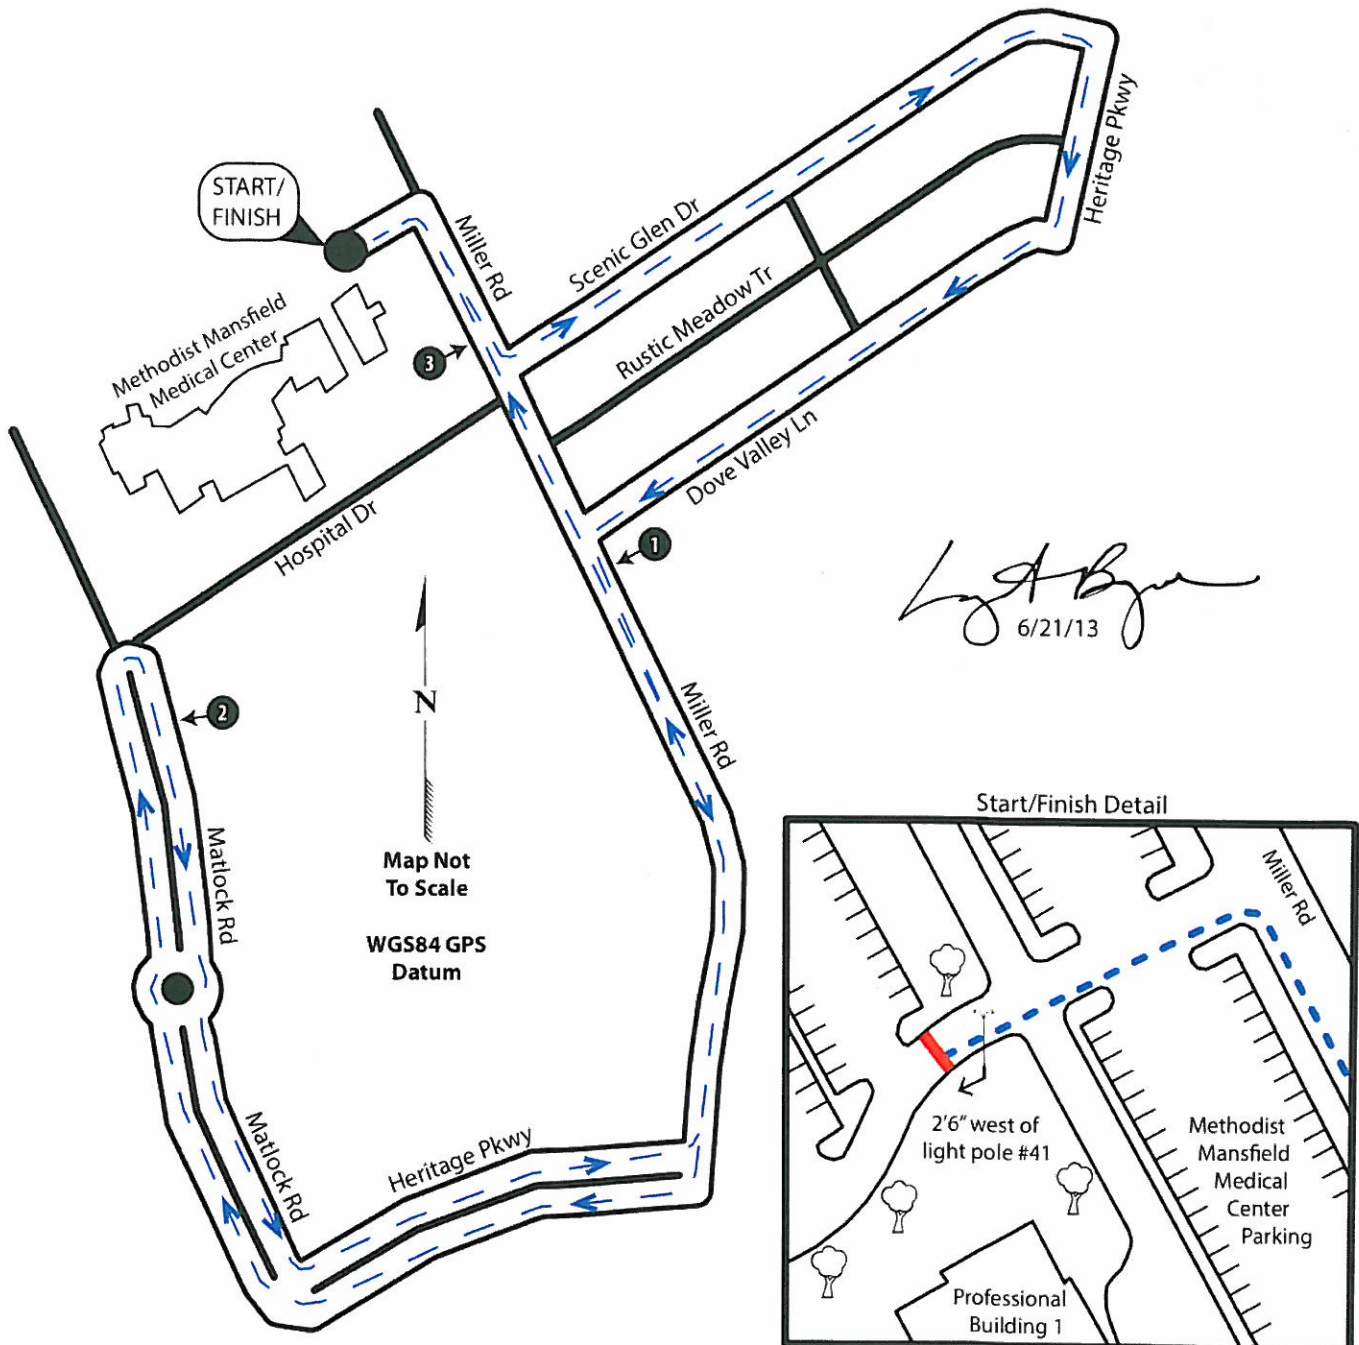 START/
FINISH
Miller Rd
Scenic Glen Dr
Heritage Pkwy
Rustic Meadow Tr
Methodist Mansfield
Medical Center
3
Dove Valley Ln
Hospital Dr
1
6/21/13
2
N
Miller Rd
Matlock Rd
Map Not
To Scale
WGS84 GPS
Datum
Matlock Rd
Heritage Pkwy
Start/Finish Detail
Miller Rd
2'6" west of
light pole #41
Methodist
Mansfield
Medical
Center
Parking
Professional
Building 1